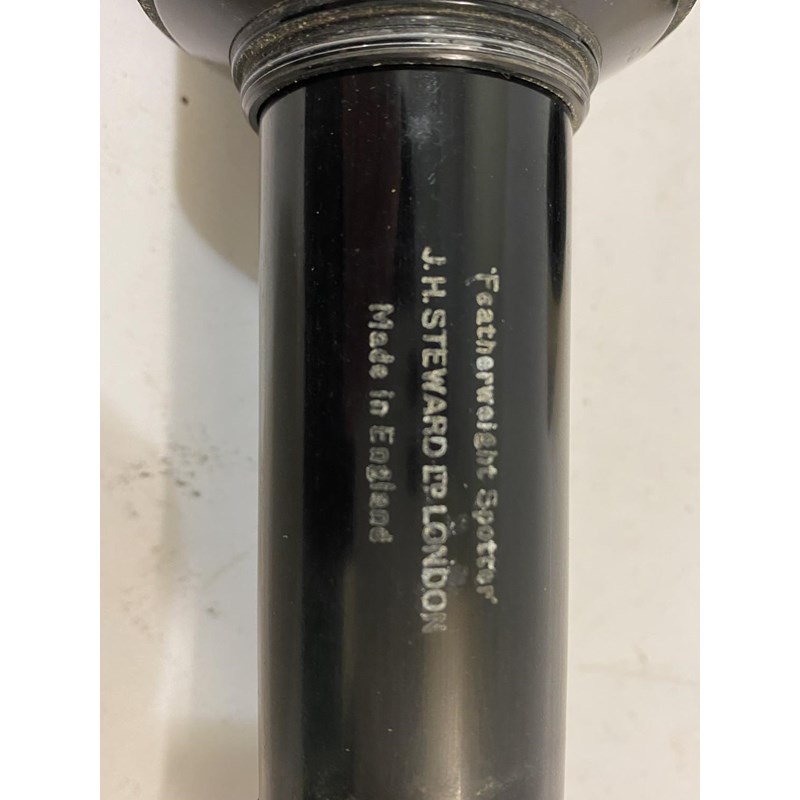 'Featherweight Spotter'
J.H.STEWARD LTD LONDON
Made in England